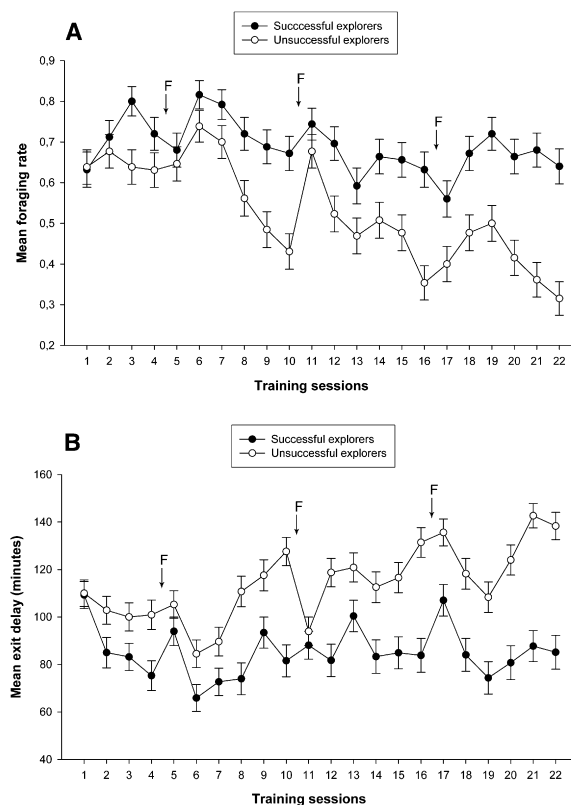 A
Succcessful explorers
Unsuccessful explorers
0,9
0,8
0,7
0,6
0,5
0,4
0,3
0,2
F
F
F
Mean foraging rate
1 2 3 4 5 6 7 8 9 10 11 12 13 14 15 16 17 18 19 20 21 22
Training sessions
B
Successful explorers
Unsuccessful explorers
160
140
120
100
80
60
40
F
F
F
Mean exit delay (minutes)
1 2 3 4 5 6 7 8 9 10 11 12 13 14 15 16 17 18 19 20 21 22
Training sessions